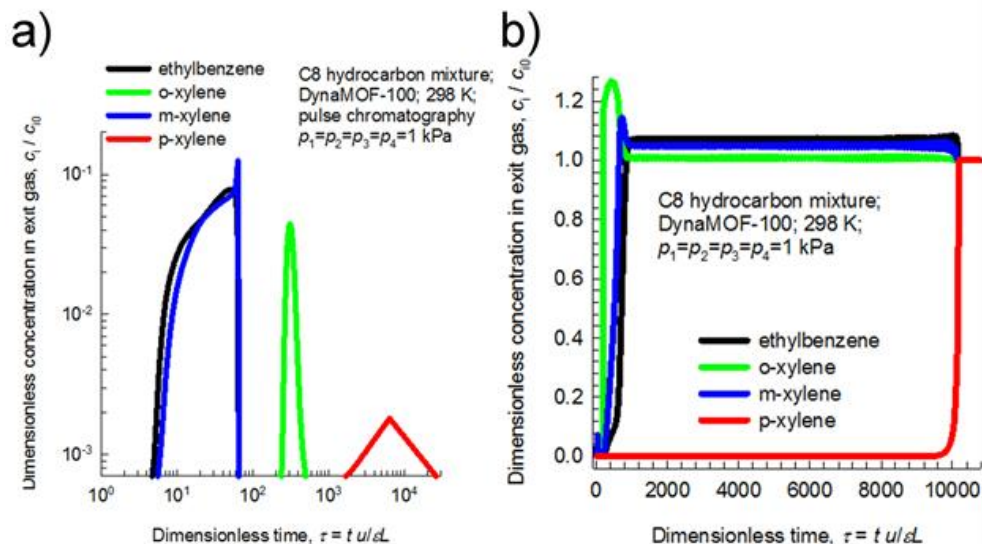 a)
ethylbenzene
o-xylene
m-xylene
p-xylene
C8 hydrocarbon mixture;
DynaMOF-100; 298 K;
pulse chromatography
p₁=p₂=p₃=p₄=1 kPa
Dimensionless concentration in exit gas, cᵢ / cᵢ₀
10⁻¹
10⁻²
10⁻³
10⁰ 10¹ 10² 10³ 10⁴
Dimensionless time, τ = t u/εL
b)
Dimensionless concentration in exit gas, cᵢ / cᵢ₀
1.2
1.0
0.8
0.6
0.4
0.2
0.0
C8 hydrocarbon mixture;
DynaMOF-100; 298 K;
p₁=p₂=p₃=p₄=1 kPa
ethylbenzene
o-xylene
m-xylene
p-xylene
0 2000 4000 6000 8000 10000
Dimensionless time, τ = t u/εL